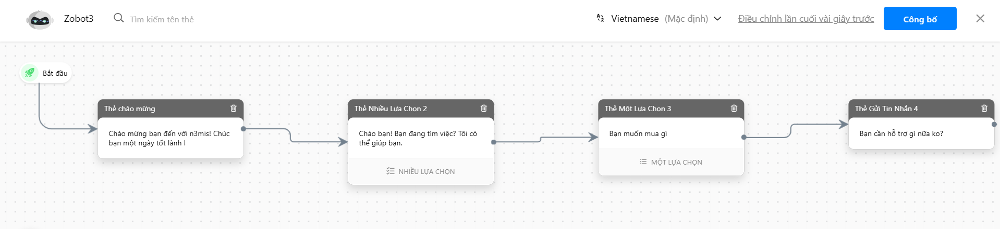 Zobot3
Tìm kiếm tên thẻ
Vietnamese (Mặc định)
Điều chỉnh lần cuối vài giây trước
Công bố
Bắt đầu
Thẻ chào mừng
Chào mừng bạn đến với n3mis! Chúc
bạn một ngày tốt lành !
Thẻ Nhiều Lựa Chọn 2
Chào bạn! Bạn đang tìm việc? Tôi có
thể giúp bạn.
NHIỀU LỰA CHỌN
Thẻ Một Lựa Chọn 3
Bạn muốn mua gì
MỘT LỰA CHỌN
Thẻ Gửi Tin Nhắn 4
Bạn cần hỗ trợ gì nữa ko?